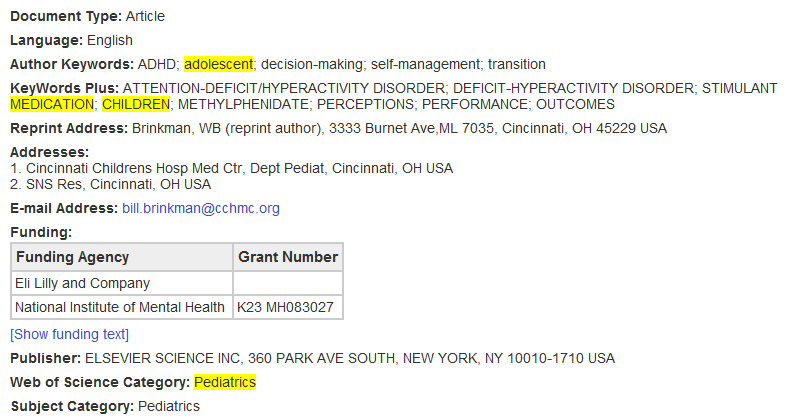 Document Type: Article
Language: English
Author Keywords: ADHD; adolescent; decision-making; self-management; transition
KeyWords Plus: ATTENTION-DEFICIT/HYPERACTIVITY DISORDER; DEFICIT-HYPERACTIVITY DISORDER; STIMULANT
MEDICATION; CHILDREN; METHYLPHENIDATE; PERCEPTIONS; PERFORMANCE; OUTCOMES
Reprint Address: Brinkman, WB (reprint author), 3333 Burnet Ave,ML 7035, Cincinnati, OH 45229 USA
Addresses:
1. Cincinnati Childrens Hosp Med Ctr, Dept Pediat, Cincinnati, OH USA
2. SNS Res, Cincinnati, OH USA
E-mail Address: bill.brinkman@cchmc.org
Funding:
Funding Agency Grant Number
Eli Lilly and Company
National Institute of Mental Health K23 MH083027
[Show funding text]
Publisher: ELSEVIER SCIENCE INC, 360 PARK AVE SOUTH, NEW YORK, NY 10010-1710 USA
Web of Science Category: Pediatrics
Subject Category: Pediatrics